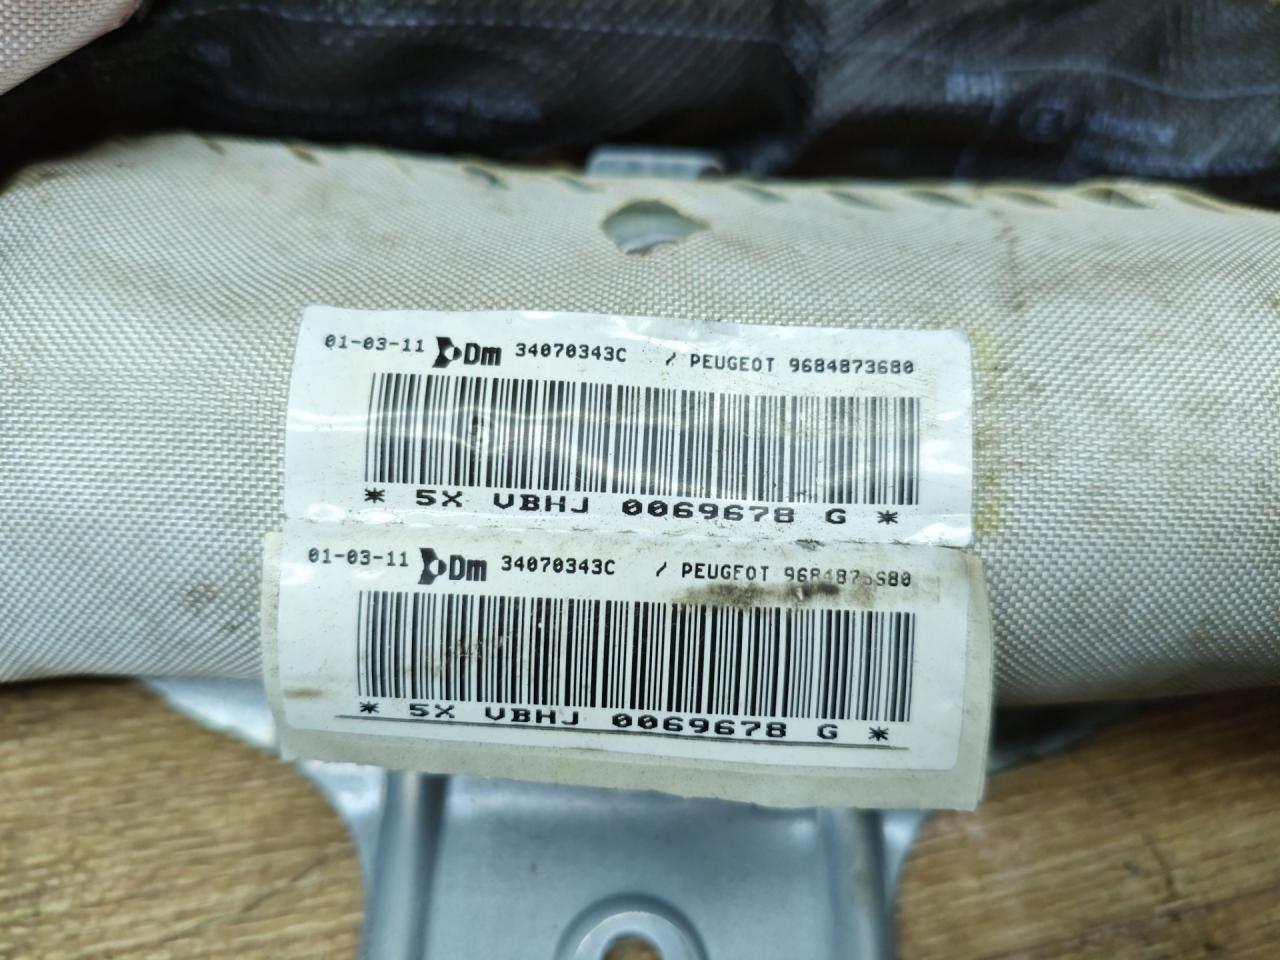 01-03-11 Dm 34070343C / PEUGEOT 9684873680
* 5X VBHJ 0069678 G *
01-03-11 Dm 34070343C / PEUGEOT
* 5X VBHJ 0069678 G *